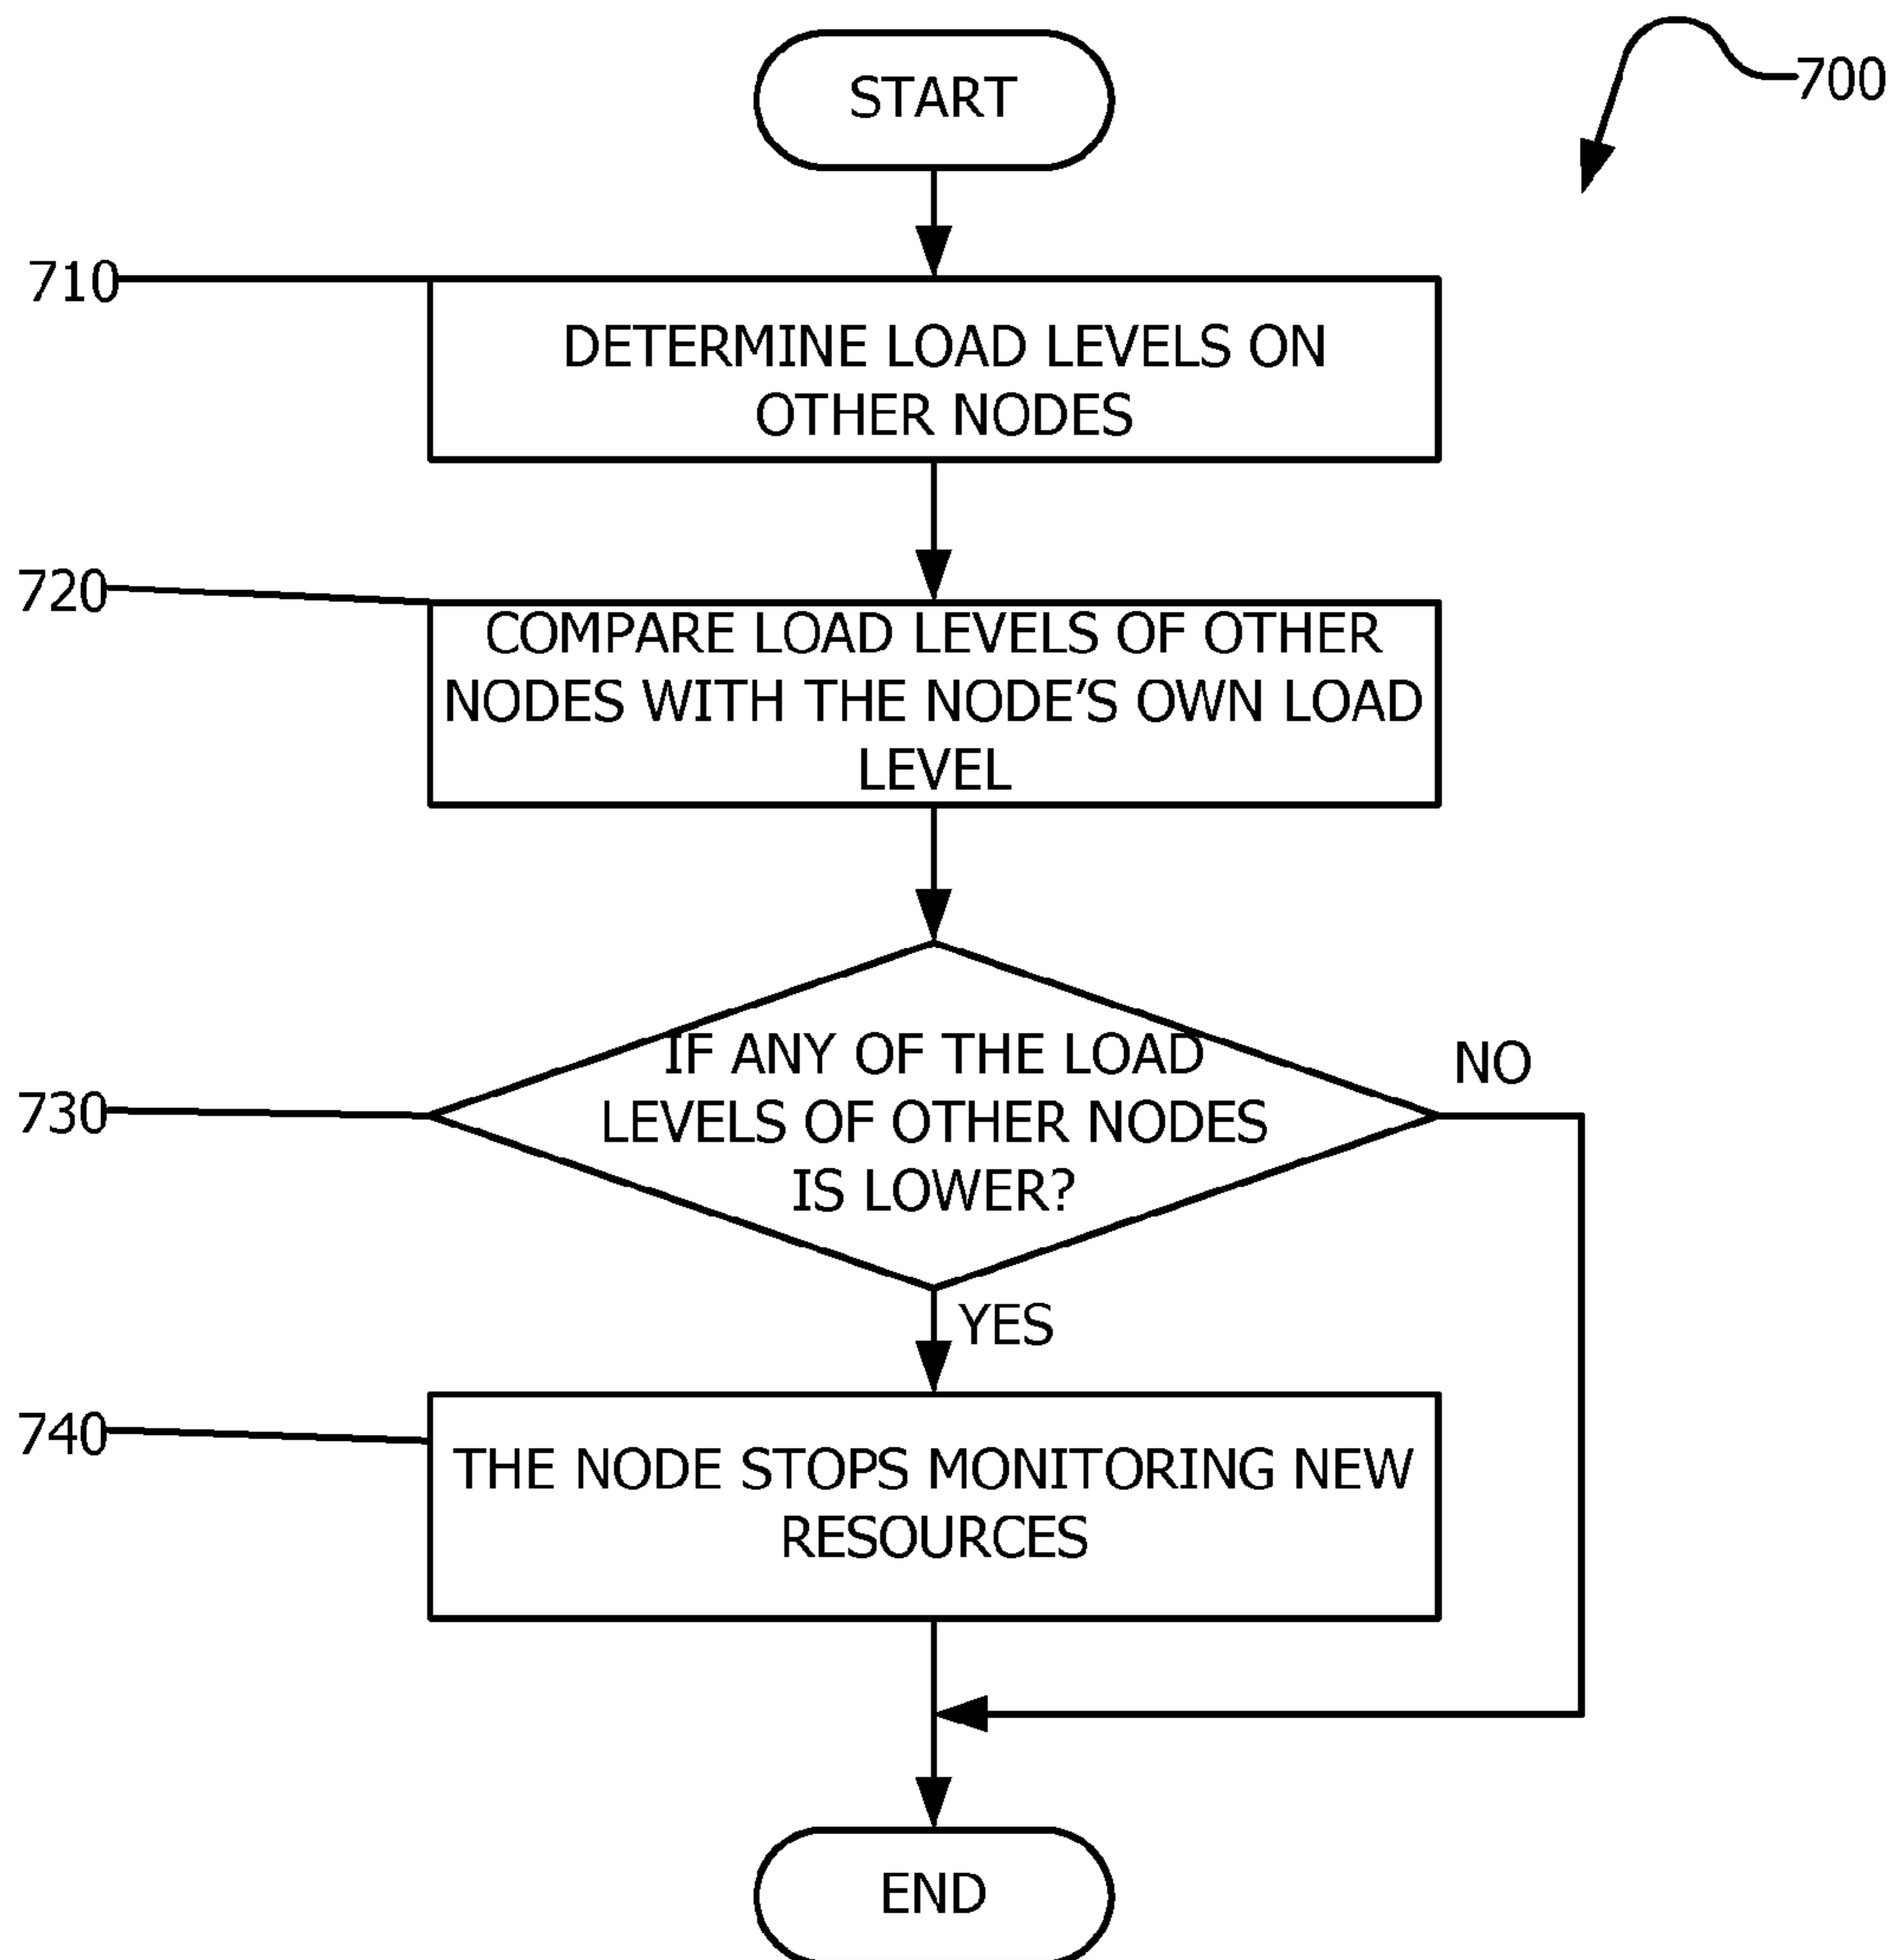 START
700
710
DETERMINE LOAD LEVELS ON
OTHER NODES
720
COMPARE LOAD LEVELS OF OTHER
NODES WITH THE NODE'S OWN LOAD
LEVEL
730
IF ANY OF THE LOAD
LEVELS OF OTHER NODES
IS LOWER?
NO
YES
740
THE NODE STOPS MONITORING NEW
RESOURCES
END